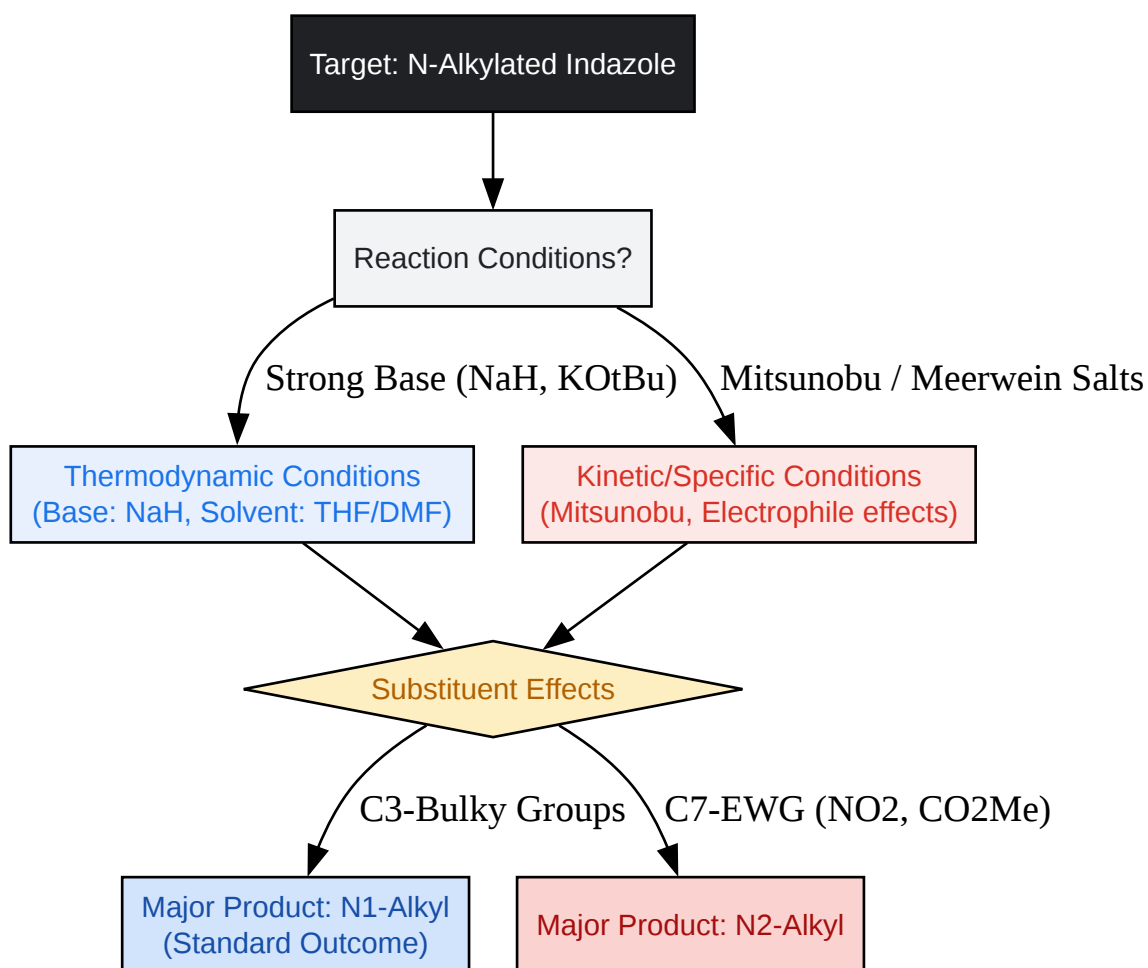 Target: N-Alkylated Indazole
Reaction Conditions?
Strong Base (NaH, KOtBu)
Mitsunobu / Meerwein Salts
Thermodynamic Conditions
(Base: NaH, Solvent: THF/DMF)
Kinetic/Specific Conditions
(Mitsunobu, Electrophile effects)
Substituent Effects
C3-Bulky Groups
C7-EWG (NO2, CO2Me)
Major Product: N1-Alkyl
(Standard Outcome)
Major Product: N2-Alkyl